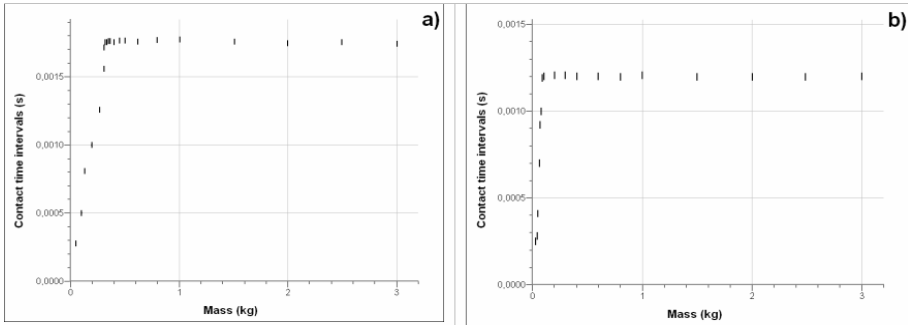 a)
Contact time intervals (s)
0,0015
0,0010
0,0005
0,0000
0
1
2
3
Mass (kg)
b)
Contact time intervals (s)
0,0015
0,0010
0,0005
0,0000
0
1
2
3
Mass (kg)